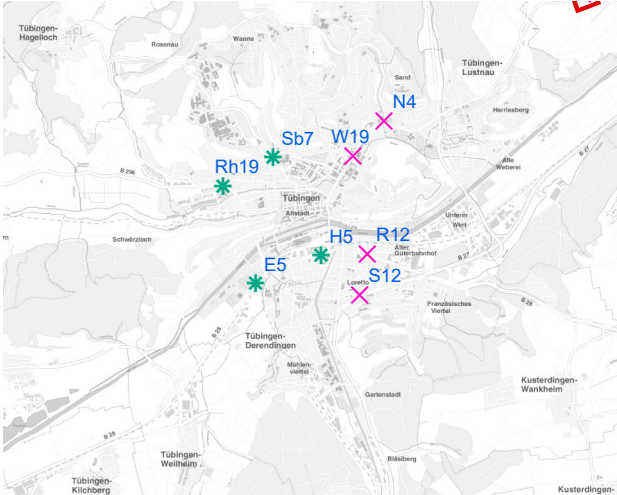 Tübingen-
Hagelloch
Rosenau
Wanne
Sand
Tübingen-
Lustnau
N4
Herrlesberg
W19
Sb7
B 27
Alte
Weberei
Rh19
B 296
Tübingen
Altstadt
Unterm
Wert
Schwärzloch
H5
R12
Alter
Güterbahnhof
B 27
E5
S12
Loretto
Französisches
Viertel
B 28
B 28
Tübingen-
Derendingen
Mühlen-
viertel
Gartenstadt
Kusterdingen-
Wankheim
B 28
Tübingen-
Weilheim
Bläsiberg
Tübingen-
Kilchberg
Kusterdingen-